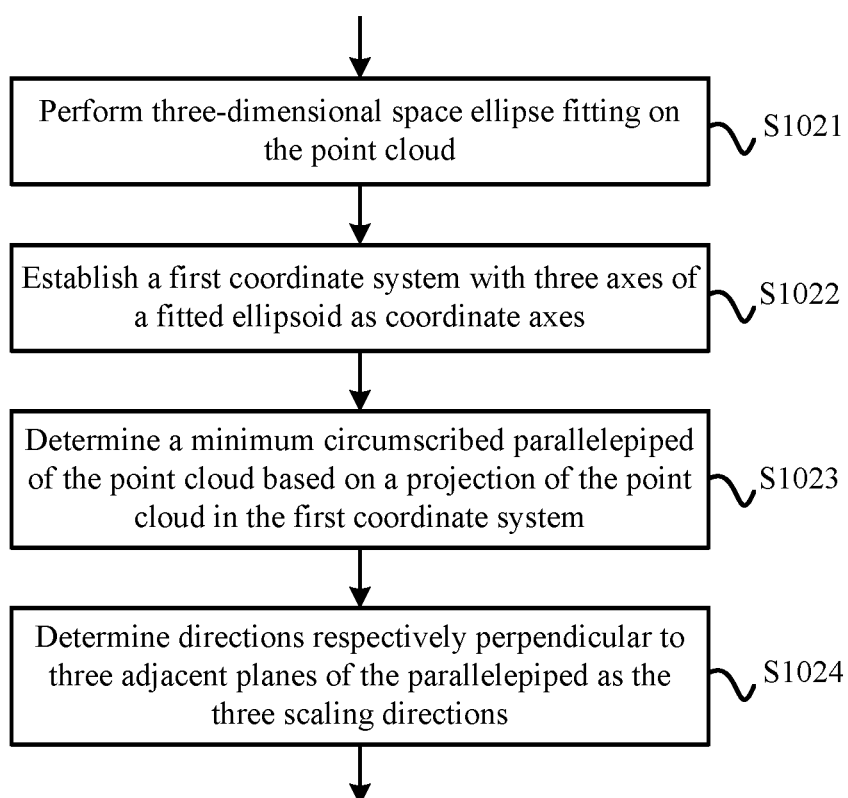 Perform three-dimensional space ellipse fitting on
the point cloud
S1021
Establish a first coordinate system with three axes of
a fitted ellipsoid as coordinate axes
S1022
Determine a minimum circumscribed parallelepiped
of the point cloud based on a projection of the point
cloud in the first coordinate system
S1023
Determine directions respectively perpendicular to
three adjacent planes of the parallelepiped as the
three scaling directions
S1024